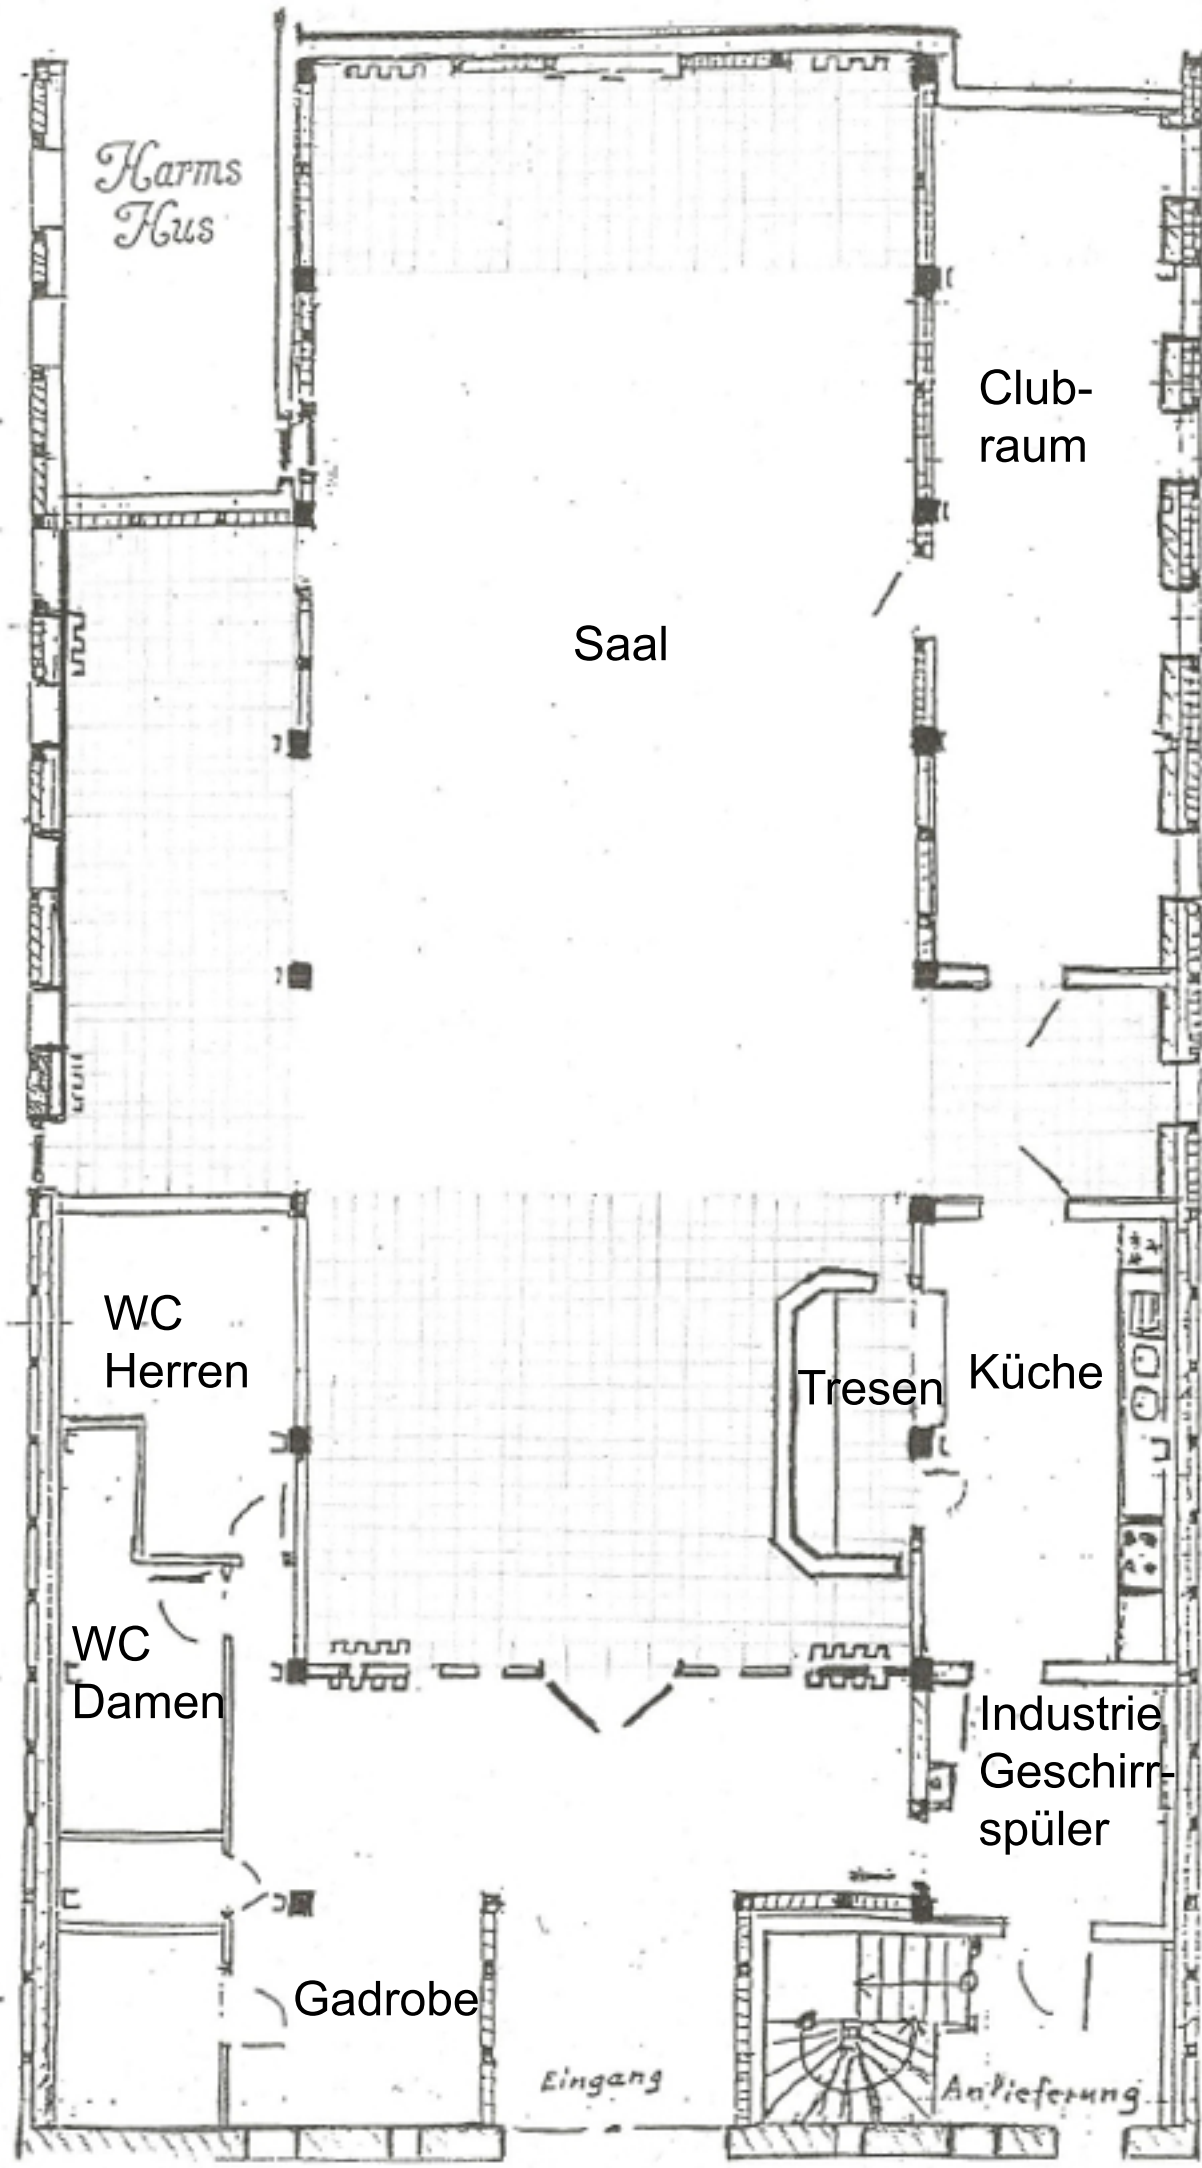 Harms
Hus
Club-
raum
Saal
WC
Herren
Tresen
Küche
WC
Damen
Industrie
Geschirr-
spüler
Gadrobe
Eingang
Anlieferung